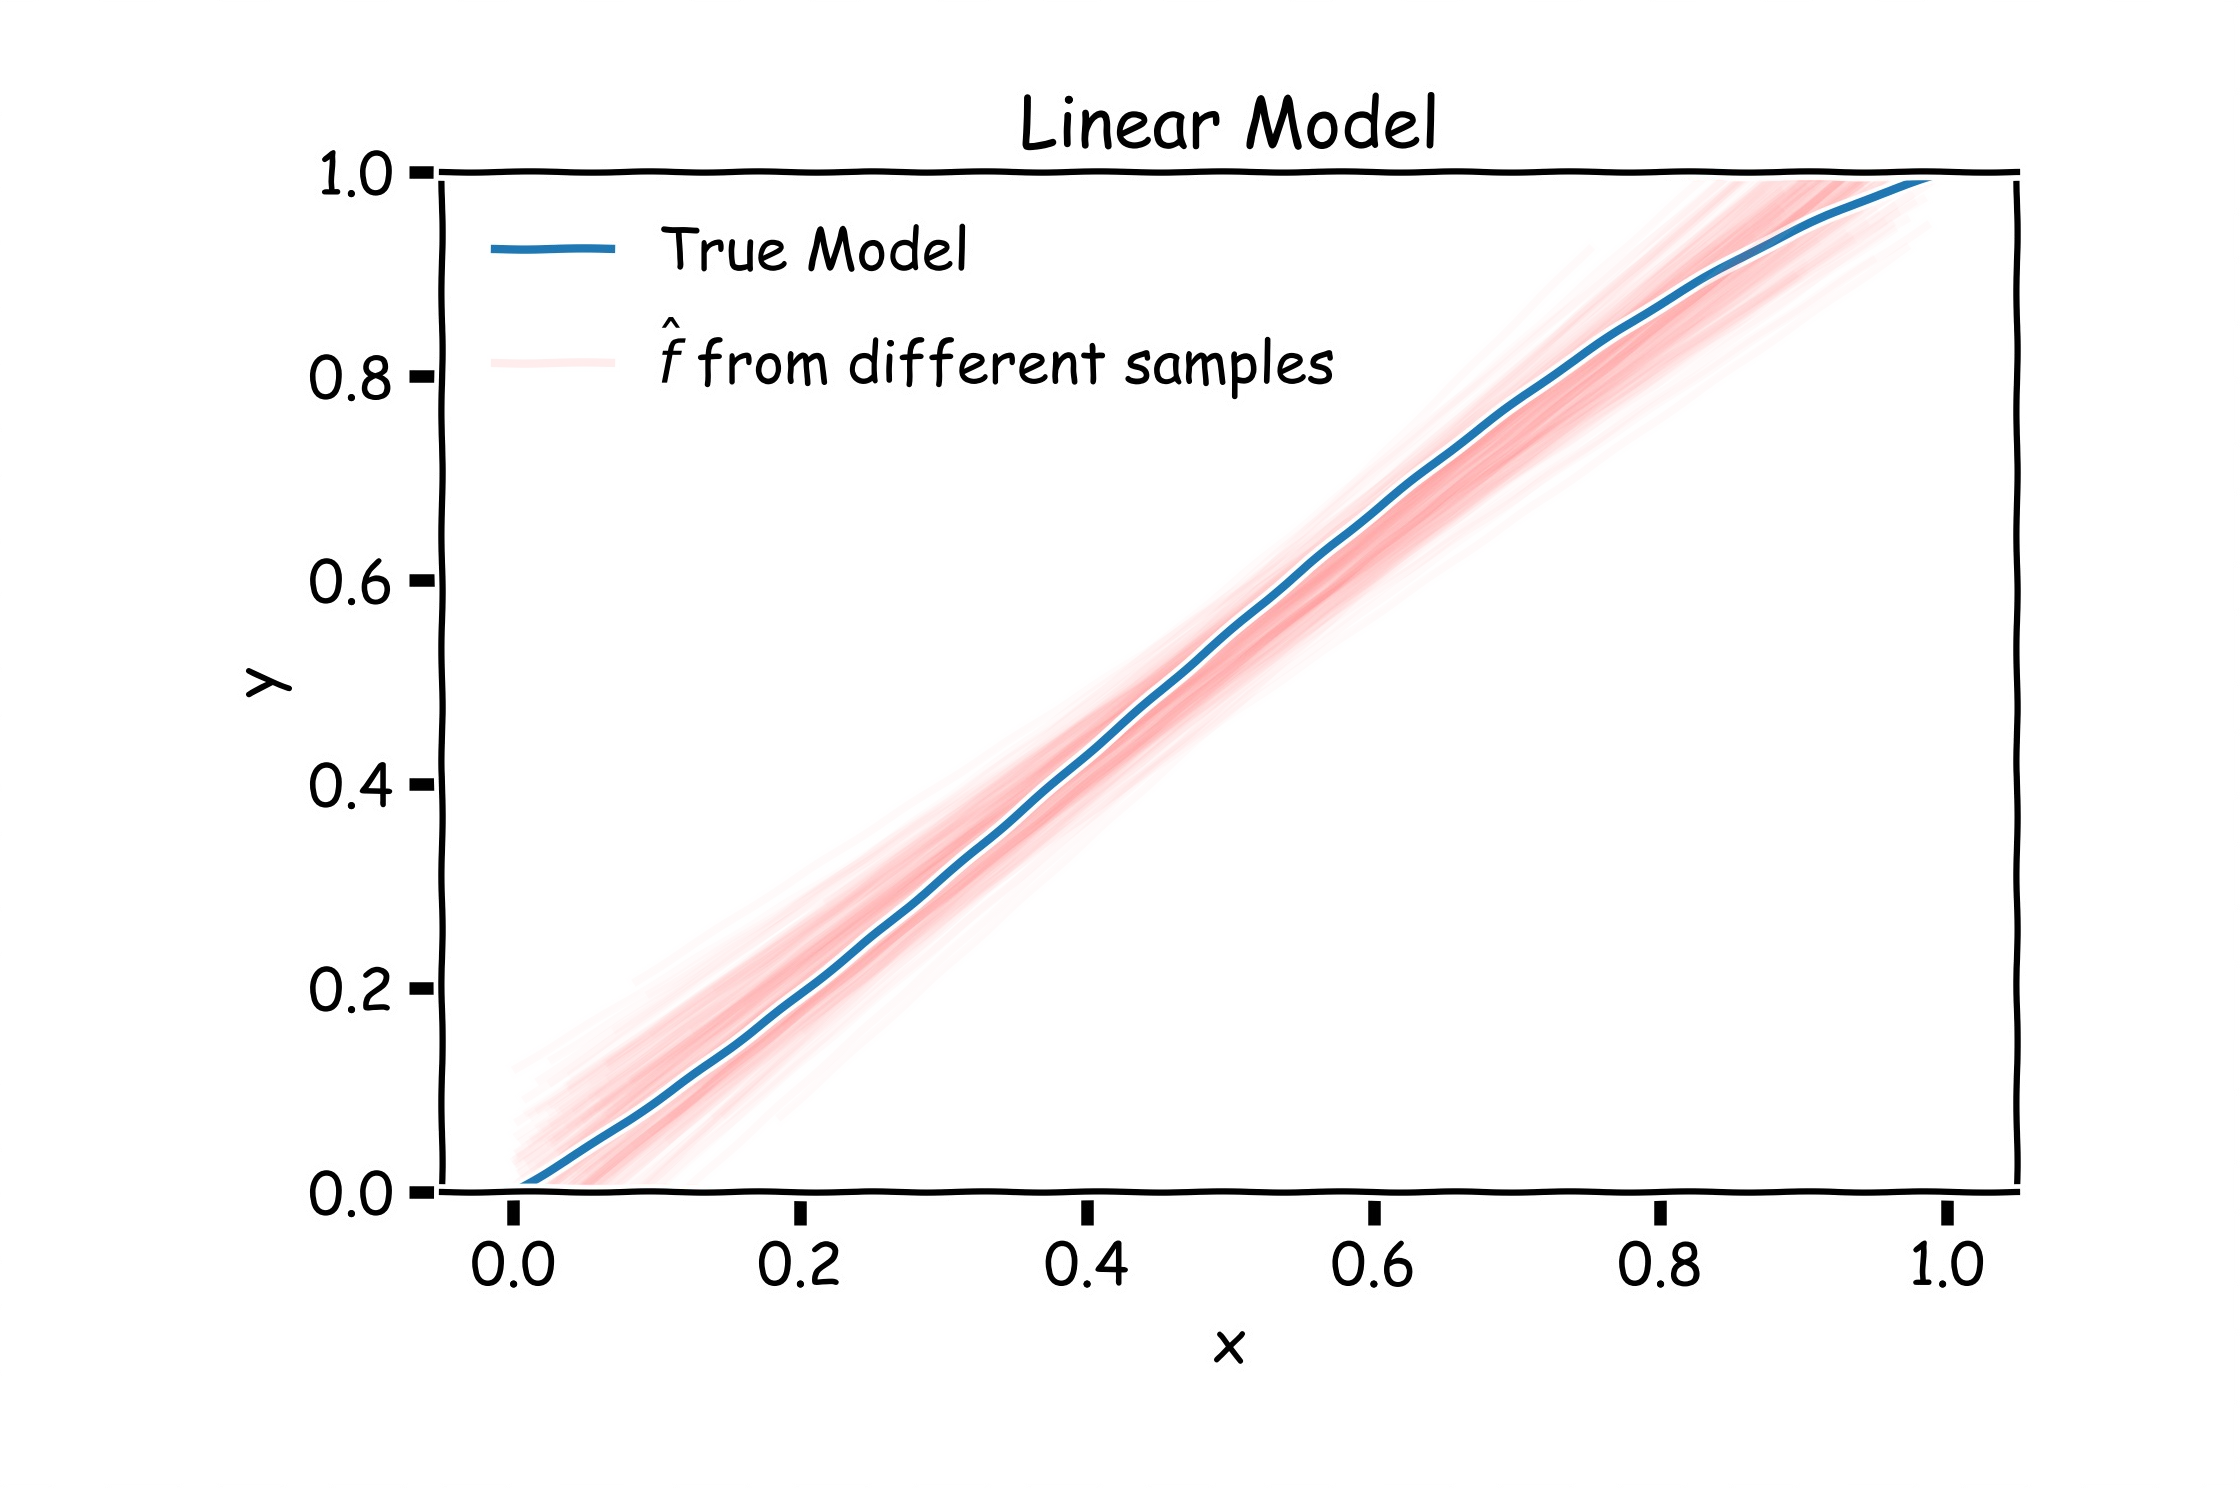 Linear Model
1.0
True Model
f̂ from different samples
0.8
0.6
y
0.4
0.2
0.0
0.0 0.2 0.4 0.6 0.8 1.0
x